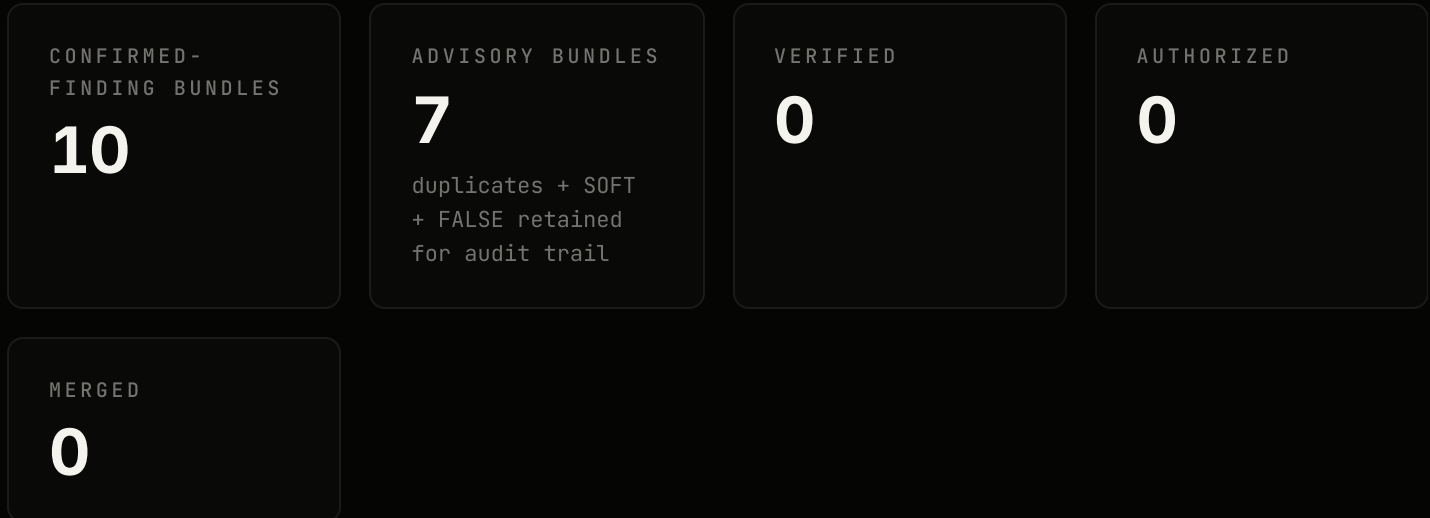 CONFIRMED-
FINDING BUNDLES
10
ADVISORY BUNDLES
7
duplicates + SOFT
+ FALSE retained
for audit trail
VERIFIED
0
AUTHORIZED
0
MERGED
0